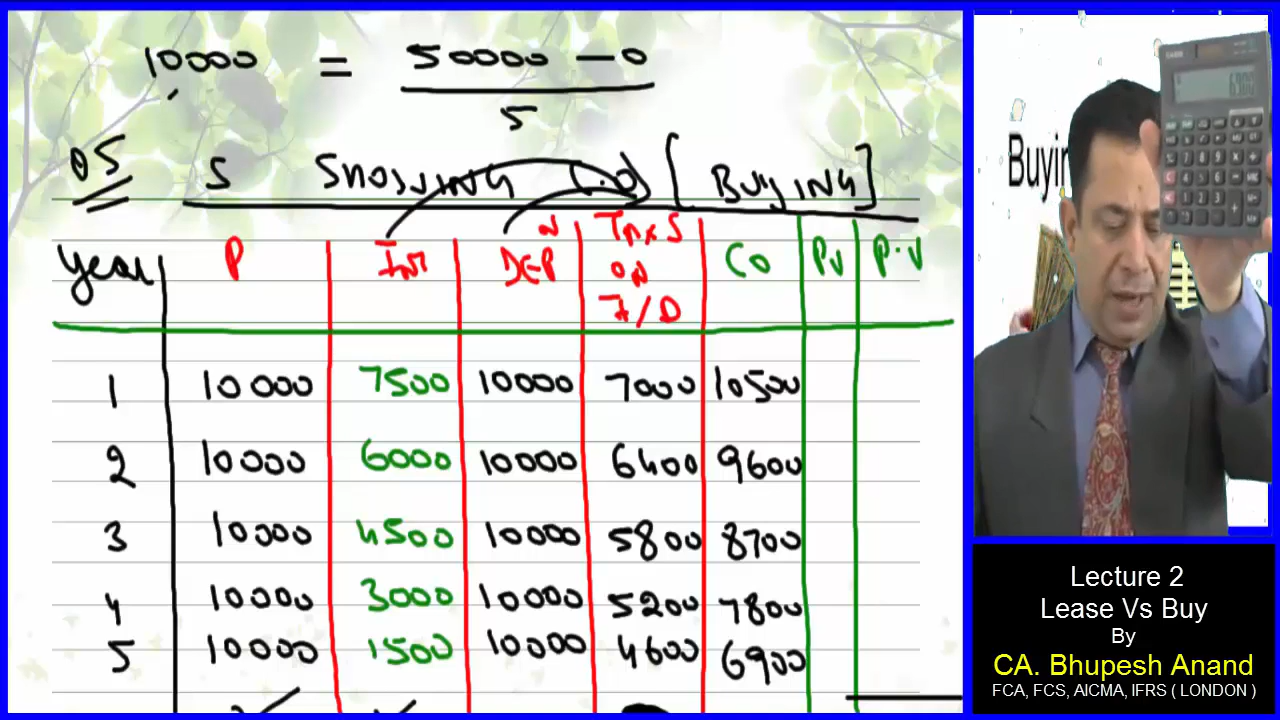 10000 = 50000 - 0
5
S SHOWING C.O [ BUYING ]
Year P Int DEP Tax S on I/D CO PV P.V
1 10000 7500 10000 7000 10500
2 10000 6000 10000 6400 9600
3 10000 4500 10000 5800 8700
4 10000 3000 10000 5200 7800
5 10000 1500 10000 4600 6900
Buyin
CASIO
6900
Lecture 2
Lease Vs Buy
By
CA. Bhupesh Anand
FCA, FCS, AICMA, IFRS ( LONDON )